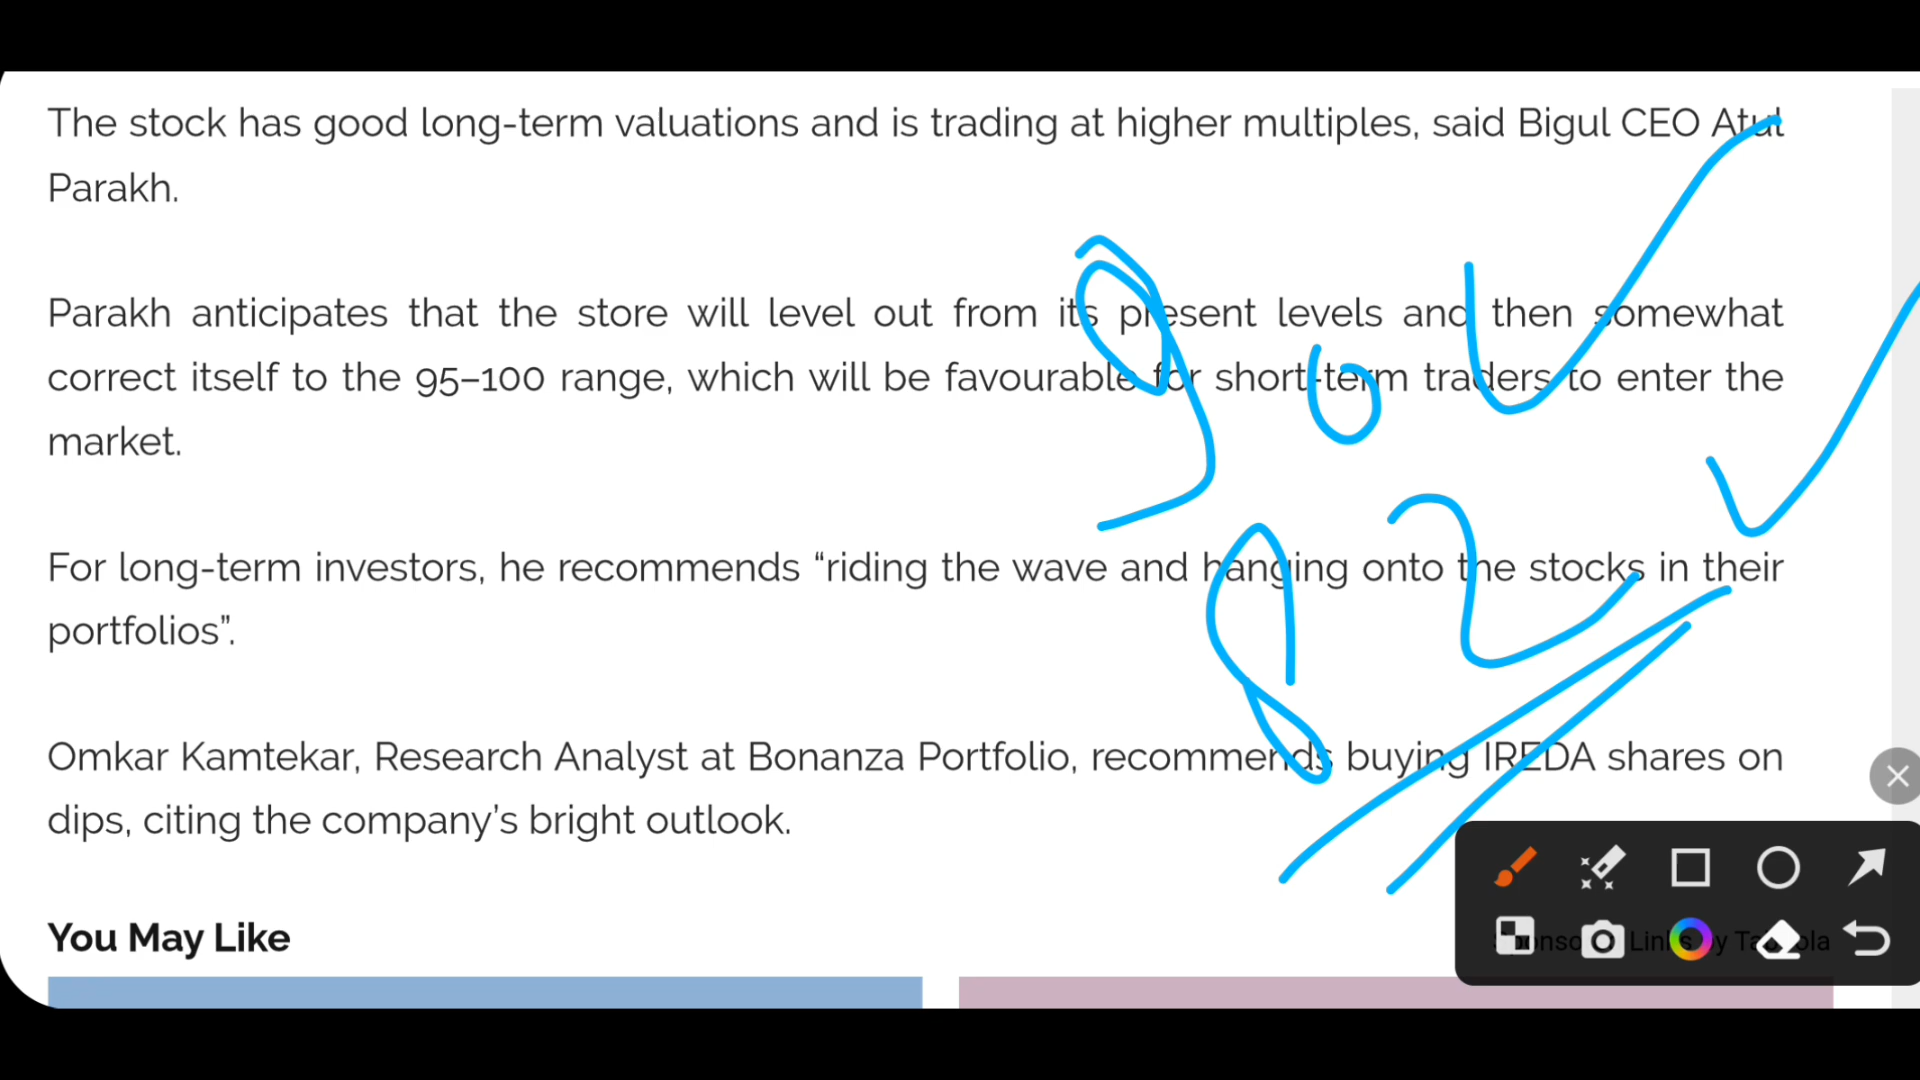 The stock has good long-term valuations and is trading at higher multiples, said Bigul CEO Atul
Parakh.
Parakh anticipates that the store will level out from its present levels and then somewhat
correct itself to the 95–100 range, which will be favourable for short-term traders to enter the
market.
90
For long-term investors, he recommends “riding the wave and hanging onto the stocks in their
portfolios”.
82
Omkar Kamtekar, Research Analyst at Bonanza Portfolio, recommends buying IREDA shares on
dips, citing the company’s bright outlook.
You May Like